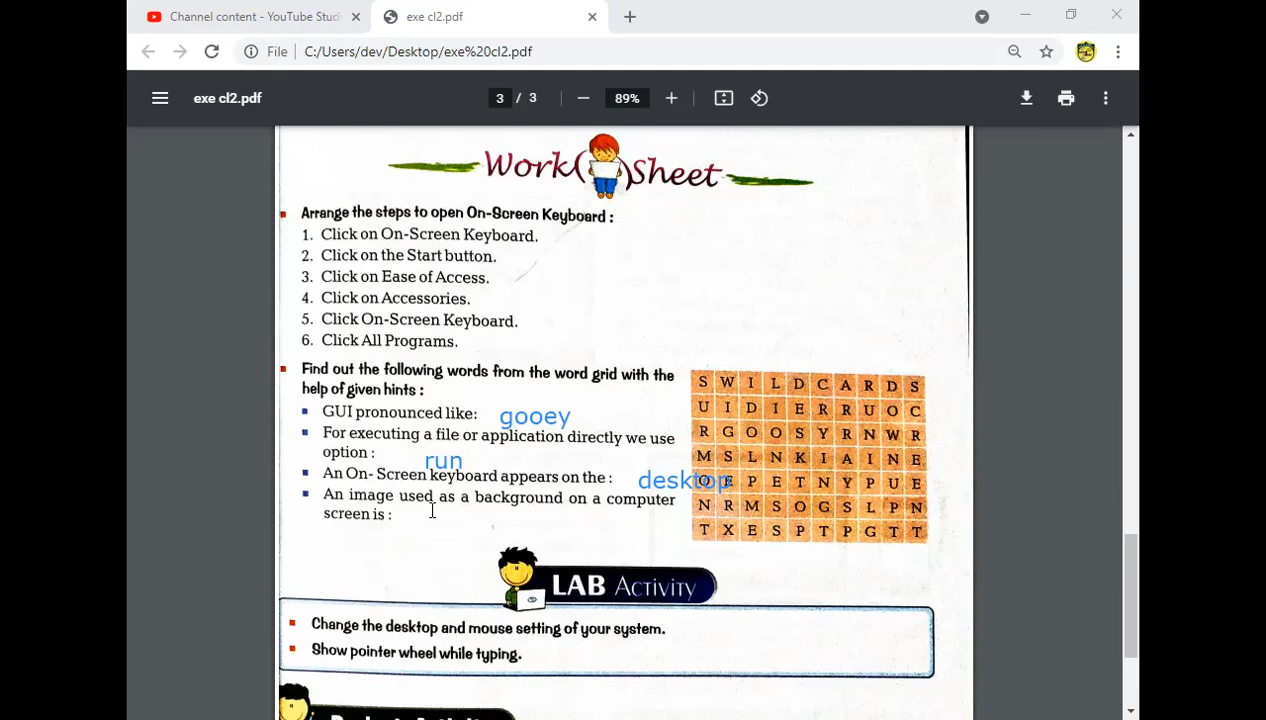 Channel content - YouTube Stud
exe cl2.pdf
File
C:/Users/dev/Desktop/exe%20cl2.pdf
exe cl2.pdf
3 / 3
89%
Work Sheet
Arrange the steps to open On-Screen Keyboard :
1. Click on On-Screen Keyboard.
2. Click on the Start button.
3. Click on Ease of Access.
4. Click on Accessories.
5. Click On-Screen Keyboard.
6. Click All Programs.
Find out the following words from the word grid with the
help of given hints :
GUI pronounced like: gooey
For executing a file or application directly we use
option : run
An On- Screen keyboard appears on the : desktop
An image used as a background on a computer
screen is :
S W I L D C A R D S
U I D I E R R U O C
R G O O S Y R N W R
M S L N K I A I N E
O E P E T N Y P U E
N R M S O G S L P N
T X E S P T P G T T
LAB Activity
Change the desktop and mouse setting of your system.
Show pointer wheel while typing.